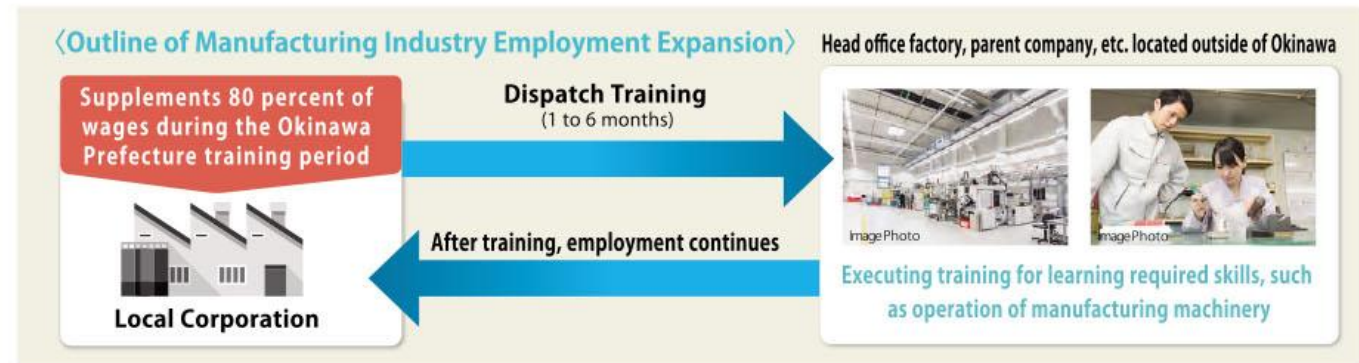 〈Outline of Manufacturing Industry Employment Expansion〉
Head office factory, parent company, etc. located outside of Okinawa
Supplements 80 percent of
wages during the Okinawa
Prefecture training period
Local Corporation
Dispatch Training
(1 to 6 months)
After training, employment continues
Image Photo
Image Photo
Executing training for learning required skills, such
as operation of manufacturing machinery